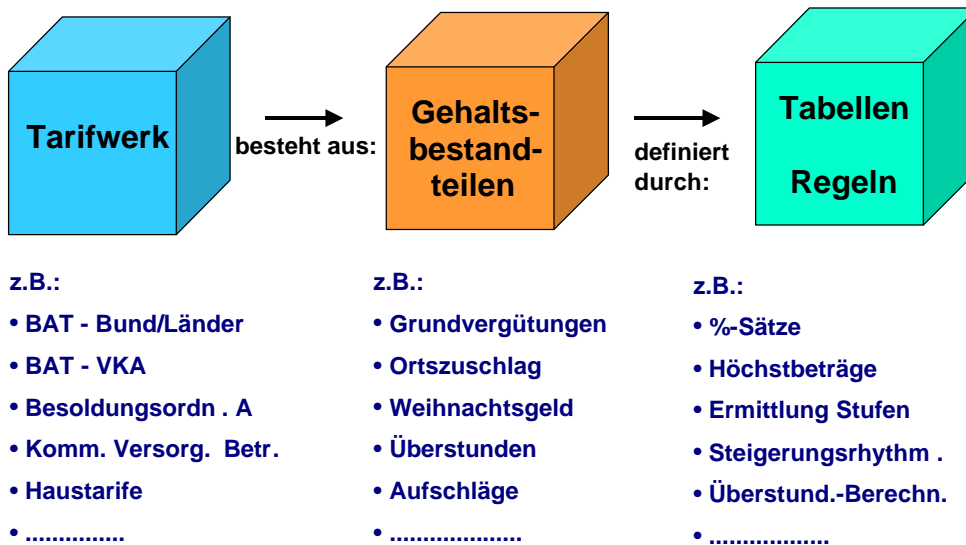 Tarifwerk
besteht aus:
Gehalts-
bestand-
teilen
definiert
durch:
Tabellen
Regeln
z.B.:
• BAT - Bund/Länder
• BAT - VKA
• Besoldungsordn . A
• Komm. Versorg. Betr.
• Haustarife
• ...............
z.B.:
• Grundvergütungen
• Ortszuschlag
• Weihnachtsgeld
• Überstunden
• Aufschläge
• ....................
z.B.:
• %-Sätze
• Höchstbeträge
• Ermittlung Stufen
• Steigerungsrhythm .
• Überstund.-Berechn.
• ..................